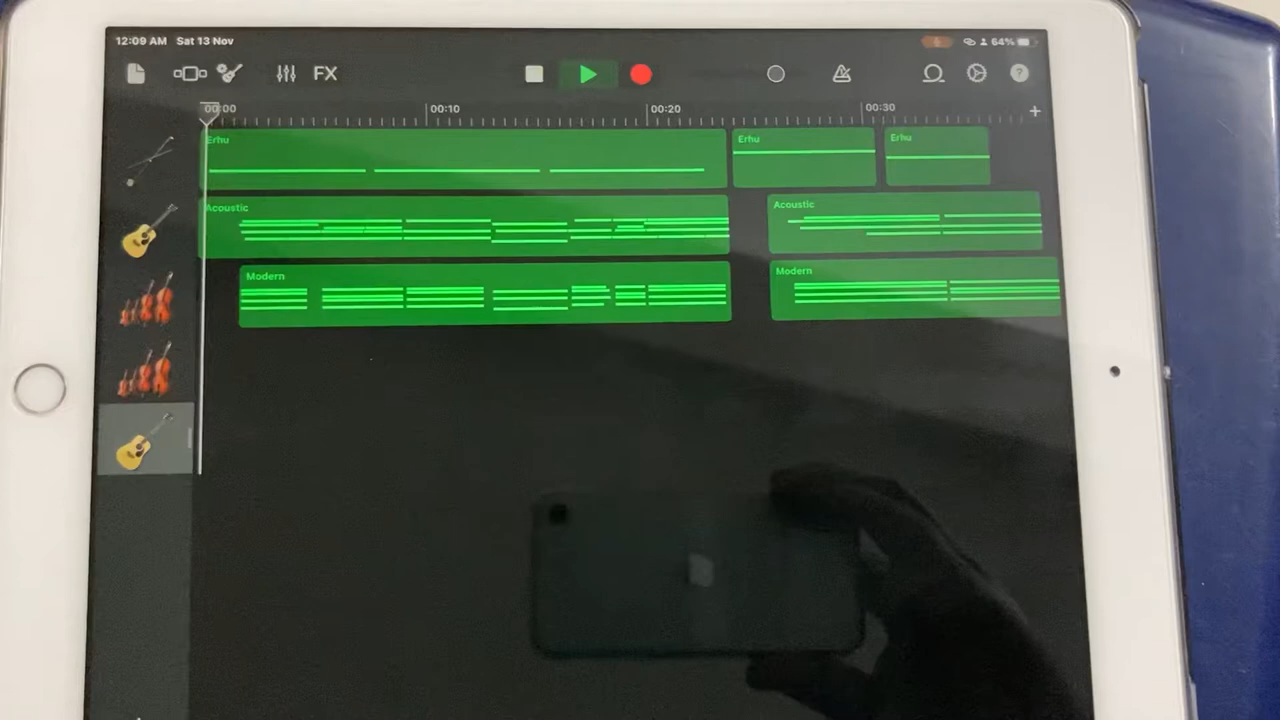 12:09 AM Sat 13 Nov 64%
FX
00:00 00:10 00:20 00:30 +
Erhu Erhu Erhu
Acoustic Acoustic
Modern Modern